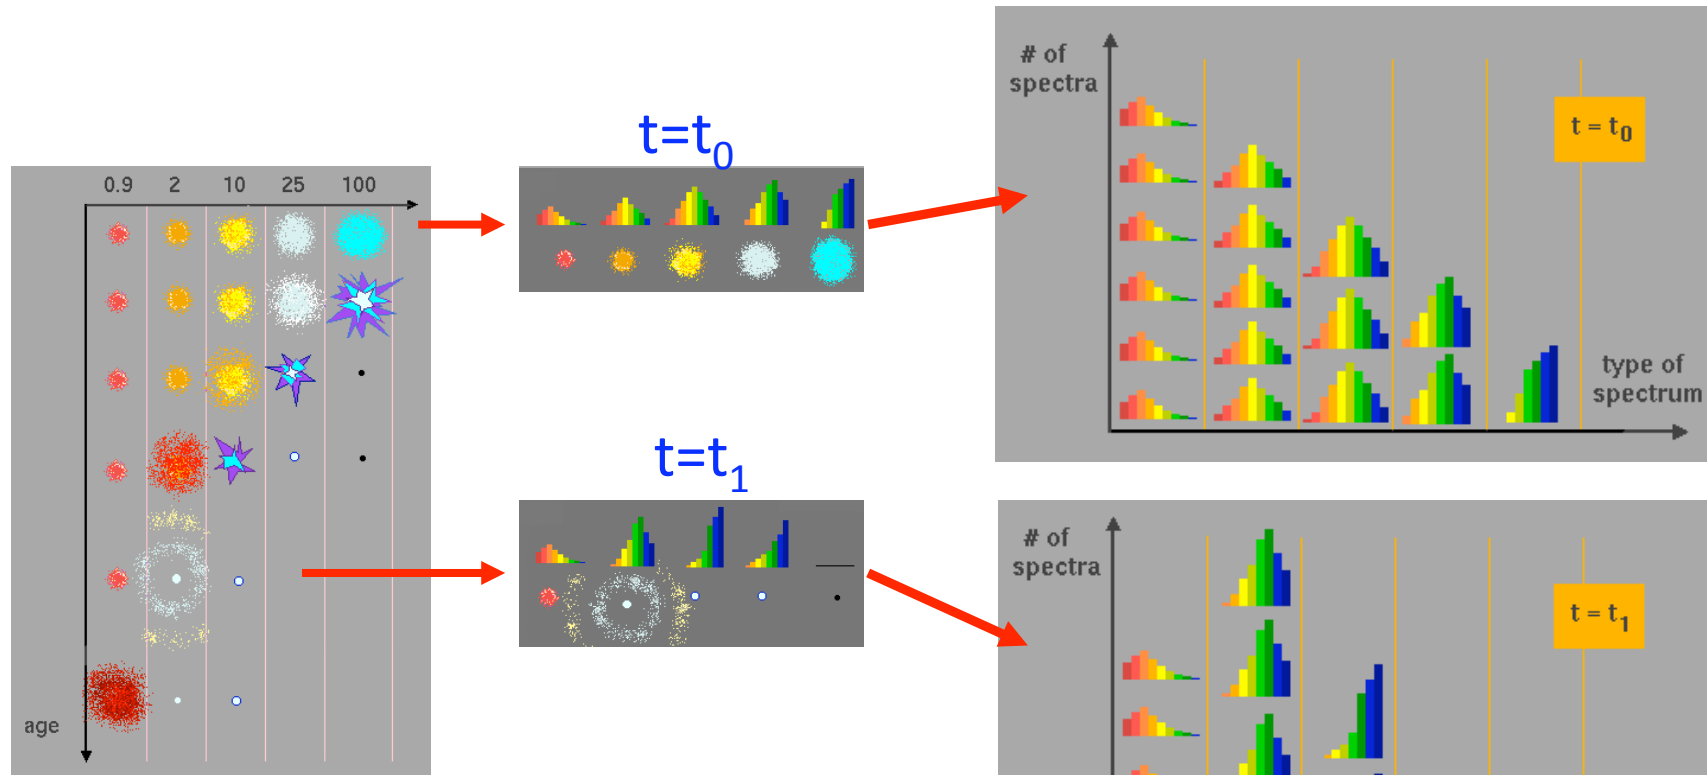 0.9 2 10 25 100
age
t=t₀
t=t₁
# of
spectra
t = t₀
type of
spectrum
# of
spectra
t = t₁